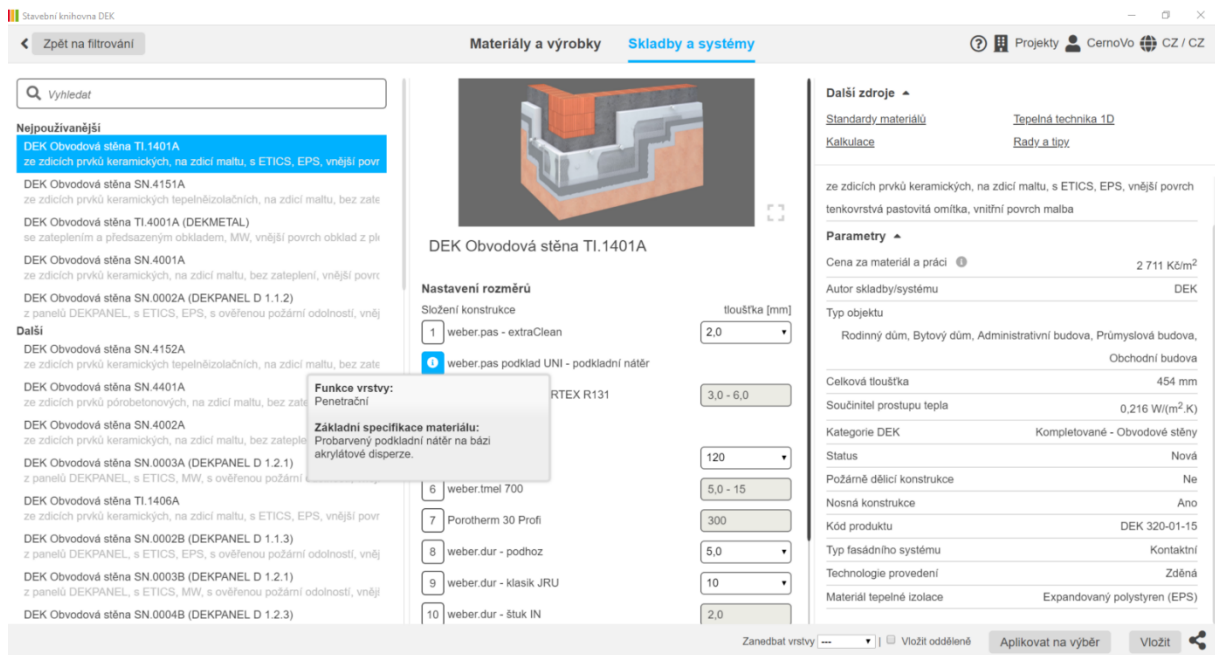 Stavební knihovna DEK
Zpět na filtrování
Materiály a výrobky
Skladby a systémy
Projekty
CernoVo
CZ / CZ
Vyhledat
Nejpoužívanější
DEK Obvodová stěna TI.1401A
ze zdicích prvků keramických, na zdicí maltu, s ETICS, EPS, vnější povr
DEK Obvodová stěna SN.4151A
ze zdicích prvků keramických tepelněizolačních, na zdicí maltu, bez zate
DEK Obvodová stěna TI.4001A (DEKMETAL)
se zateplením a předsazeným obkladem, MW, vnější povrch obklad z pl
DEK Obvodová stěna SN.4001A
ze zdicích prvků keramických, na zdicí maltu, bez zateplení, vnější povrc
DEK Obvodová stěna SN.0002A (DEKPANEL D 1.1.2)
z panelů DEKPANEL, s ETICS, EPS, s ověřenou požární odolností, vněj
Další
DEK Obvodová stěna SN.4152A
ze zdicích prvků keramických tepelněizolačních, na zdicí maltu, bez zate
DEK Obvodová stěna SN.4401A
ze zdicích prvků pórobetonových, na zdicí maltu, bez zate
DEK Obvodová stěna SN.4002A
ze zdicích prvků keramických, na zdicí maltu, bez zateple
DEK Obvodová stěna SN.0003A (DEKPANEL D 1.2.1)
z panelů DEKPANEL, s ETICS, MW, s ověřenou požární
DEK Obvodová stěna TI.1406A
ze zdicích prvků keramických, na zdicí maltu, s ETICS, EPS, vnější povr
DEK Obvodová stěna SN.0002B (DEKPANEL D 1.1.3)
z panelů DEKPANEL, s ETICS, EPS, s ověřenou požární odolností, vněj
DEK Obvodová stěna SN.0003B (DEKPANEL D 1.2.1)
z panelů DEKPANEL, s ETICS, MW, s ověřenou požární odolností, vnějš
DEK Obvodová stěna SN.0004B (DEKPANEL D 1.2.3)
DEK Obvodová stěna TI.1401A
Nastavení rozměrů
Složení konstrukce tloušťka [mm]
1 weber.pas - extraClean 2,0
weber.pas podklad UNI - podkladní nátěr
RTEX R131 3,0 - 6,0
Funkce vrstvy:
Penetrační
Základní specifikace materiálu:
Probarvený podkladní nátěr na bázi
akrylátové disperze.
120
6 weber.tmel 700 5,0 - 15
7 Porotherm 30 Profi 300
8 weber.dur - podhoz 5,0
9 weber.dur - klasik JRU 10
10 weber.dur - štuk IN 2,0
Další zdroje
Standardy materiálů Tepelná technika 1D
Kalkulace Rady a tipy
ze zdicích prvků keramických, na zdicí maltu, s ETICS, EPS, vnější povrch
tenkovrstvá pastovitá omítka, vnitřní povrch malba
Parametry
Cena za materiál a práci 2 711 Kč/m²
Autor skladby/systému DEK
Typ objektu
Rodinný dům, Bytový dům, Administrativní budova, Průmyslová budova,
Obchodní budova
Celková tloušťka 454 mm
Součinitel prostupu tepla 0,216 W/(m².K)
Kategorie DEK Kompletované - Obvodové stěny
Status Nová
Požárně dělicí konstrukce Ne
Nosná konstrukce Ano
Kód produktu DEK 320-01-15
Typ fasádního systému Kontaktní
Technologie provedení Zděná
Materiál tepelné izolace Expandovaný polystyren (EPS)
Zanedbat vrstvy --- | Vložit odděleně
Aplikovat na výběr
Vložit